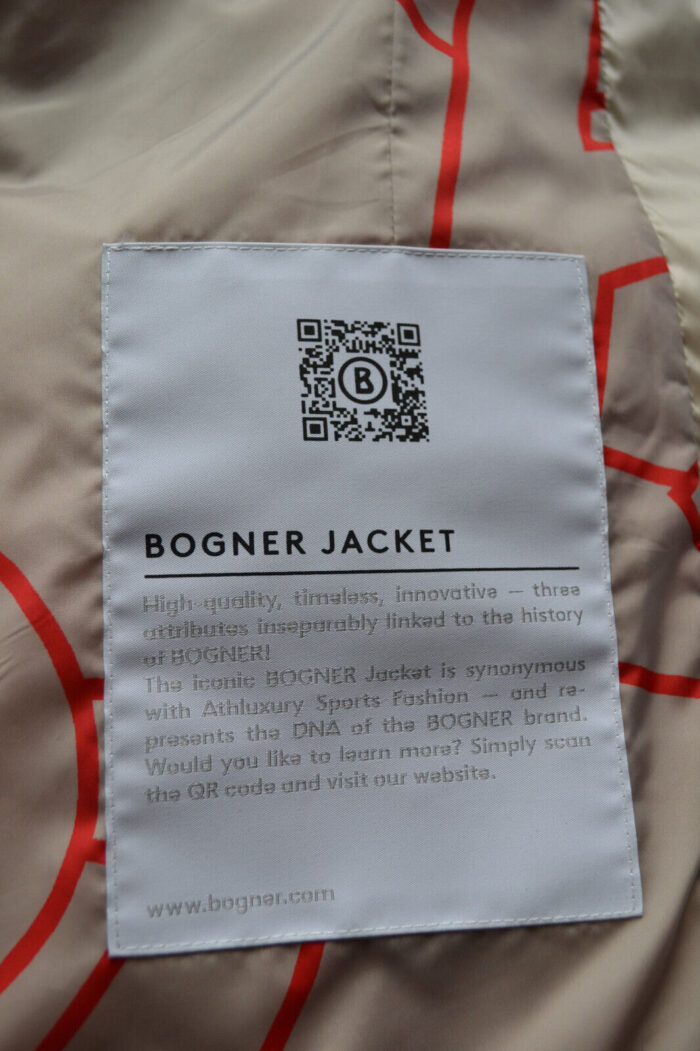 B
BOGNER JACKET
High-quality, timeless, innovative – three
attributes inseparably linked to the history
of BOGNER!
The iconic BOGNER Jacket is synonymous
with Athluxury Sports Fashion – and re-
presents the DNA of the BOGNER brand.
Would you like to learn more? Simply scan
the QR code and visit our website.
www.bogner.com